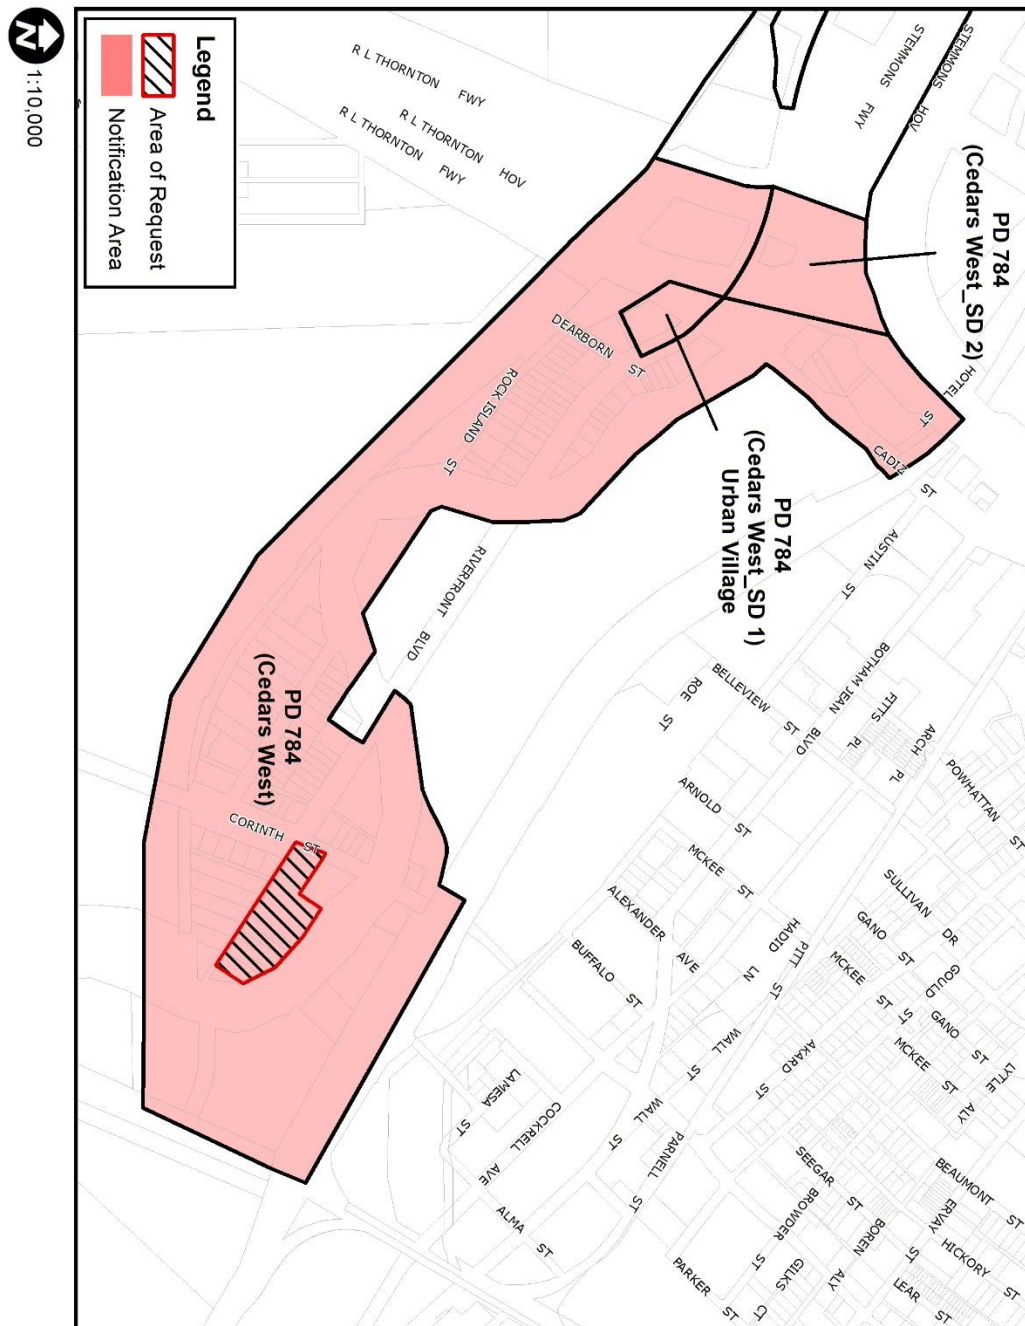 N
1:10,000
Legend
Area of Request
Notification Area
R L THORNTON FWY
R L THORNTON HOV
R L THORNTON FWY
STEMMONS HOV
STEMMONS FWY
PD 784
(Cedars West_SD 2)
HOTEL ST
CADIZ ST
DEARBORN ST
ROCK ISLAND ST
PD 784
(Cedars West_SD 1)
Urban Village
RIVERFRONT BLVD
AUSTIN ST
BOTHAM JEAN BLVD
BELLEVIEW ST
ROE ST
FITTS PL
ARCH PL
POWHATTAN ST
ARNOLD ST
MCKEE ST
PD 784
(Cedars West)
CORINTH ST
ALEXANDER AVE
BUFFALO ST
HADID LN
PITT ST
SULLIVAN DR
GANO ST
GOULD ST
MCKEE ST
GANO ST
MCKEE ST
LYTLE ALY
AKARD ST
WALL ST
WALL ST
PARNELL ST
LAMESA ST
COCKRELL AVE
ALMA ST
SEEGAR ST
BROWDER ST
BOREN ALY
GILKS CT
BEAUMONT ST
ERVAY ST
HICKORY ST
LEAR ST
PARKER ST